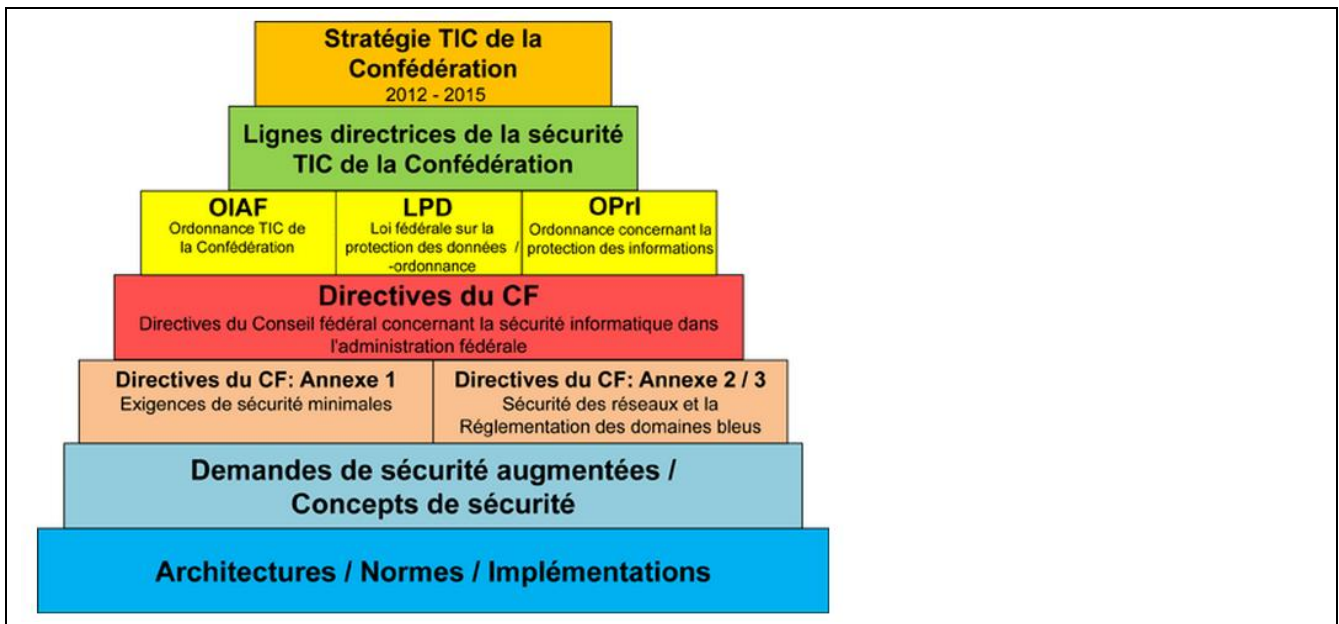 Stratégie TIC de la
Confédération
2012 - 2015
Lignes directrices de la sécurité
TIC de la Confédération
OIAF
Ordonnance TIC de
la Confédération
LPD
Loi fédérale sur la
protection des données /
-ordonnance
OPrI
Ordonnance concernant la
protection des informations
Directives du CF
Directives du Conseil fédéral concernant la sécurité informatique dans
l'administration fédérale
Directives du CF: Annexe 1
Exigences de sécurité minimales
Directives du CF: Annexe 2 / 3
Sécurité des réseaux et la
Réglementation des domaines bleus
Demandes de sécurité augmentées /
Concepts de sécurité
Architectures / Normes / Implémentations